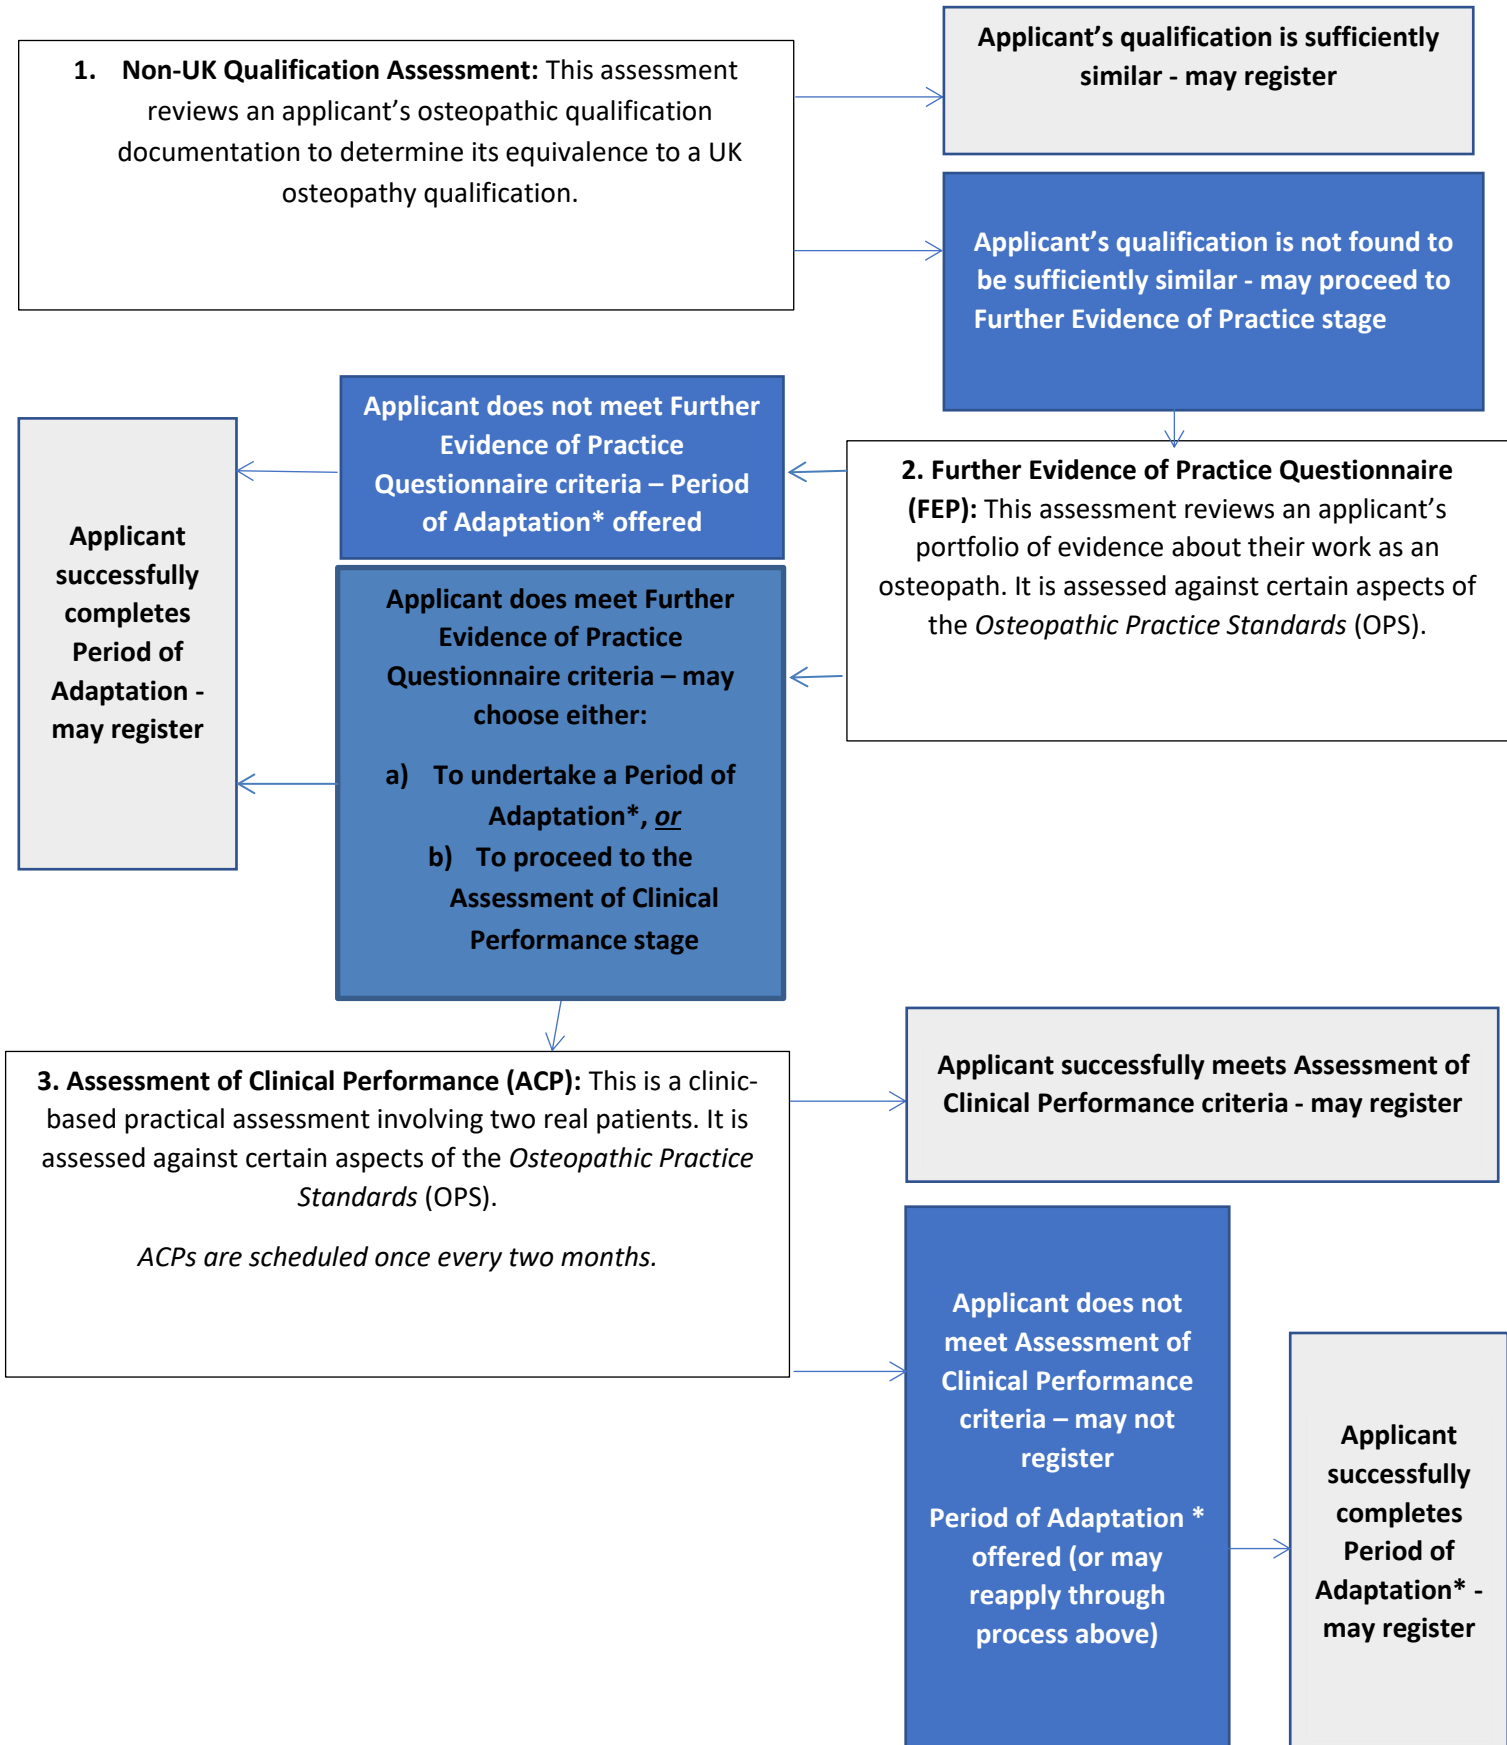 1. Non-UK Qualification Assessment: This assessment
reviews an applicant’s osteopathic qualification
documentation to determine its equivalence to a UK
osteopathy qualification.
Applicant’s qualification is sufficiently
similar - may register
Applicant’s qualification is not found to
be sufficiently similar - may proceed to
Further Evidence of Practice stage
2. Further Evidence of Practice Questionnaire
(FEP): This assessment reviews an applicant’s
portfolio of evidence about their work as an
osteopath. It is assessed against certain aspects of
the Osteopathic Practice Standards (OPS).
Applicant does not meet Further
Evidence of Practice
Questionnaire criteria – Period
of Adaptation* offered
Applicant does meet Further
Evidence of Practice
Questionnaire criteria – may
choose either:
a) To undertake a Period of
Adaptation*, or
b) To proceed to the
Assessment of Clinical
Performance stage
Applicant
successfully
completes
Period of
Adaptation -
may register
3. Assessment of Clinical Performance (ACP): This is a clinic-
based practical assessment involving two real patients. It is
assessed against certain aspects of the Osteopathic Practice
Standards (OPS).
ACPs are scheduled once every two months.
Applicant successfully meets Assessment of
Clinical Performance criteria - may register
Applicant does not
meet Assessment of
Clinical Performance
criteria – may not
register
Period of Adaptation *
offered (or may
reapply through
process above)
Applicant
successfully
completes
Period of
Adaptation* -
may register